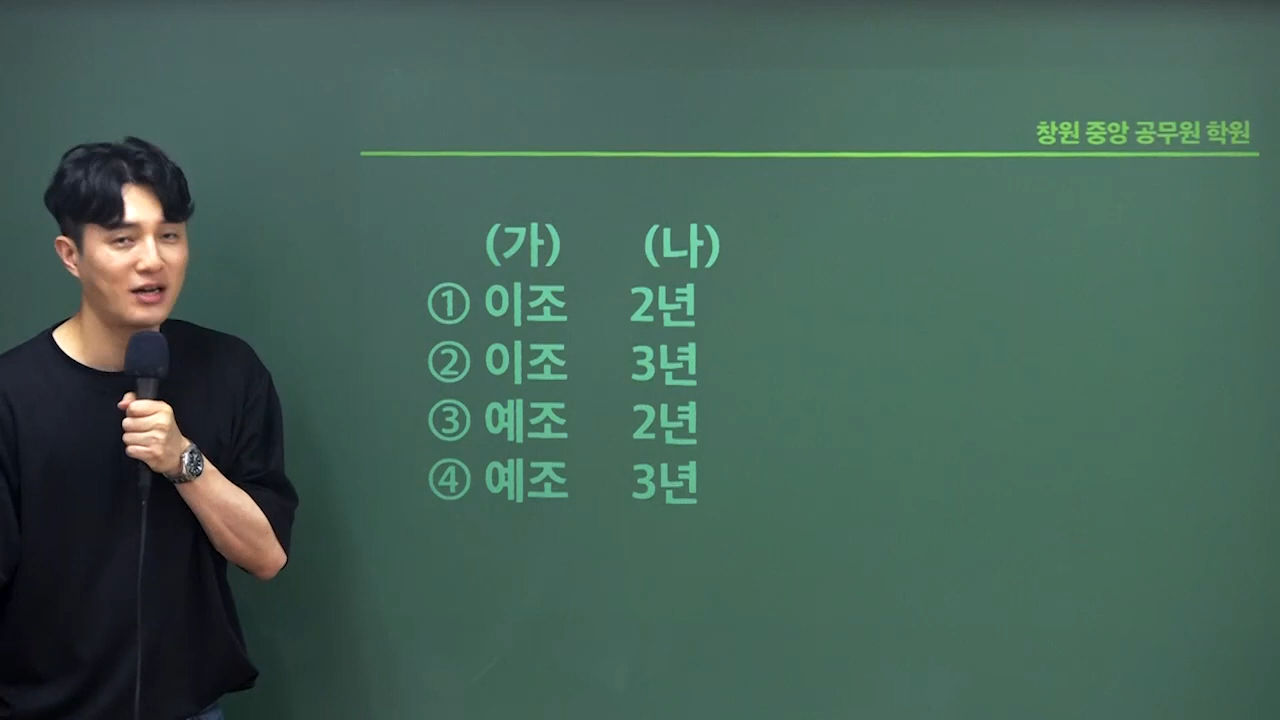 창원 중앙 공무원 학원
(가) (나)
① 이조 2년
② 이조 3년
③ 예조 2년
④ 예조 3년